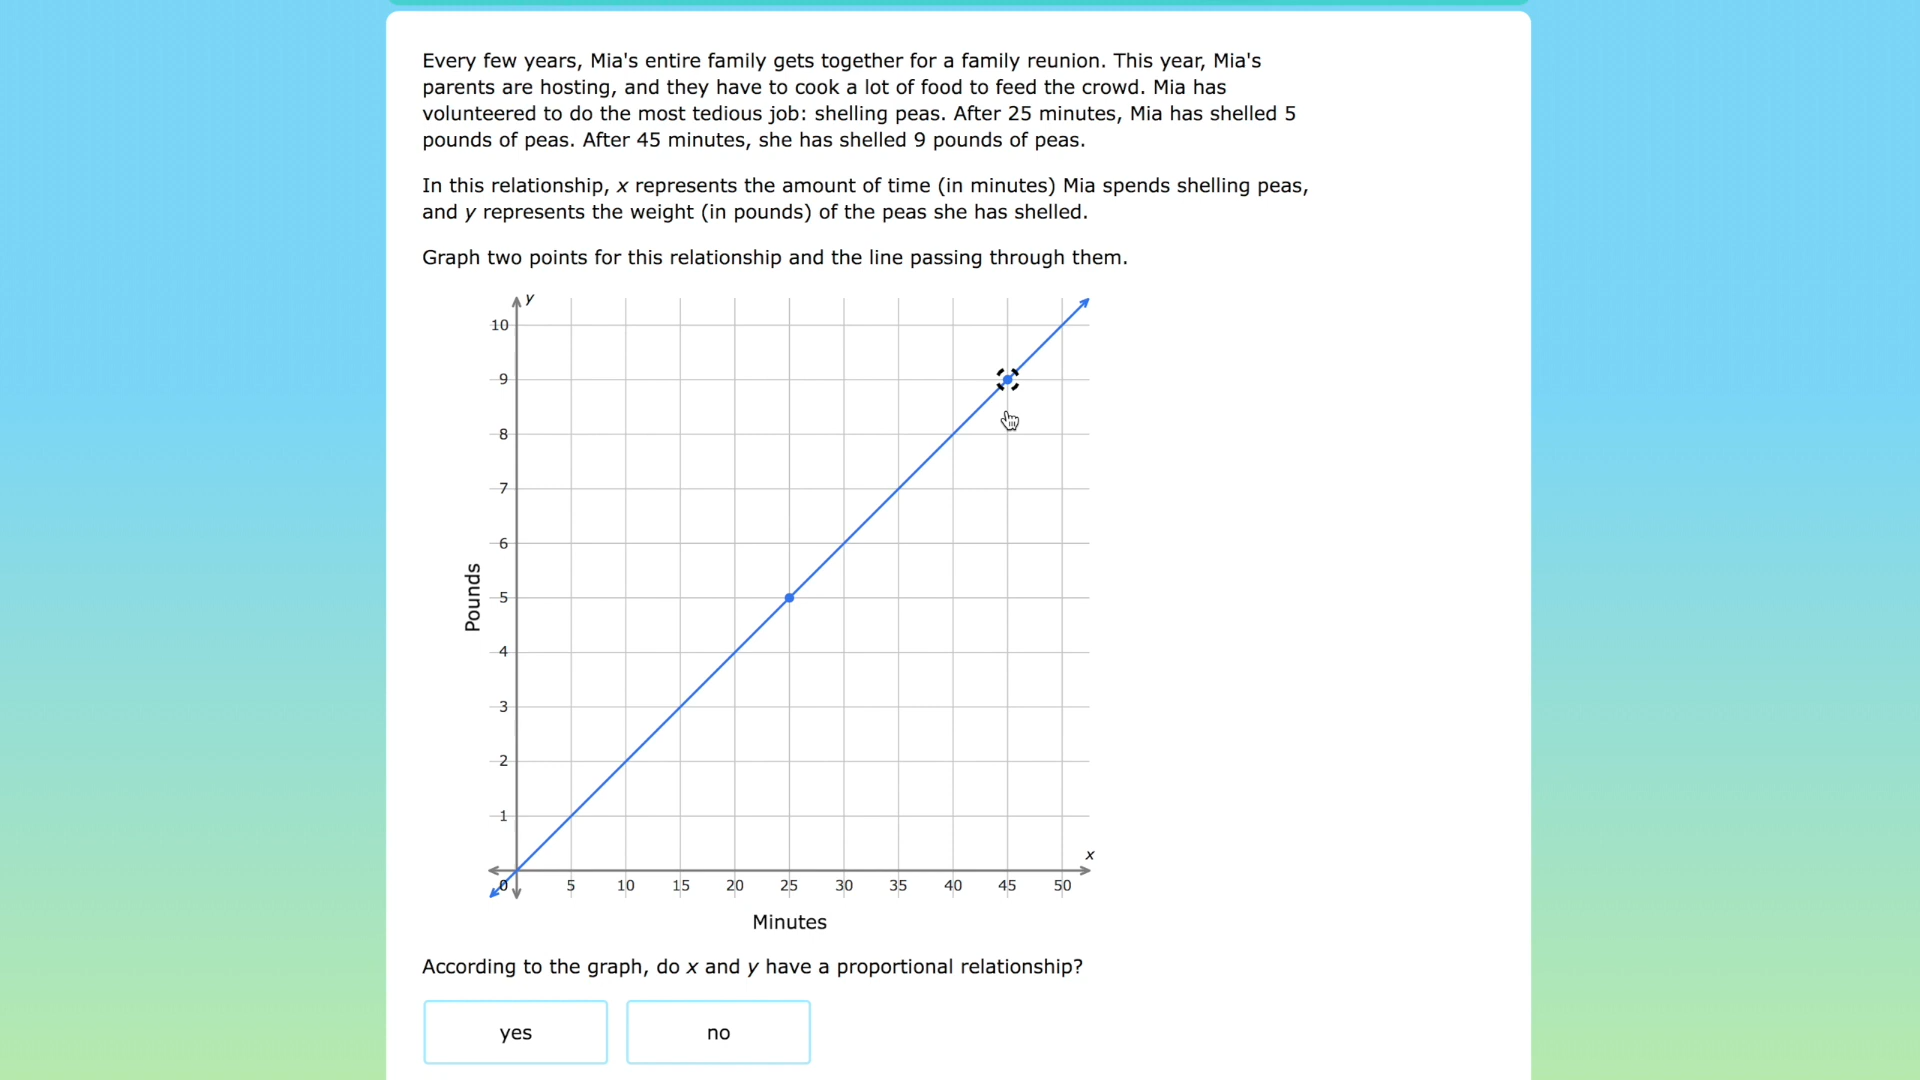 Every few years, Mia's entire family gets together for a family reunion. This year, Mia's
parents are hosting, and they have to cook a lot of food to feed the crowd. Mia has
volunteered to do the most tedious job: shelling peas. After 25 minutes, Mia has shelled 5
pounds of peas. After 45 minutes, she has shelled 9 pounds of peas.
In this relationship, x represents the amount of time (in minutes) Mia spends shelling peas,
and y represents the weight (in pounds) of the peas she has shelled.
Graph two points for this relationship and the line passing through them.
y
10
9
8
7
6
Pounds
5
4
3
2
1
x
0 5 10 15 20 25 30 35 40 45 50
Minutes
According to the graph, do x and y have a proportional relationship?
yes no